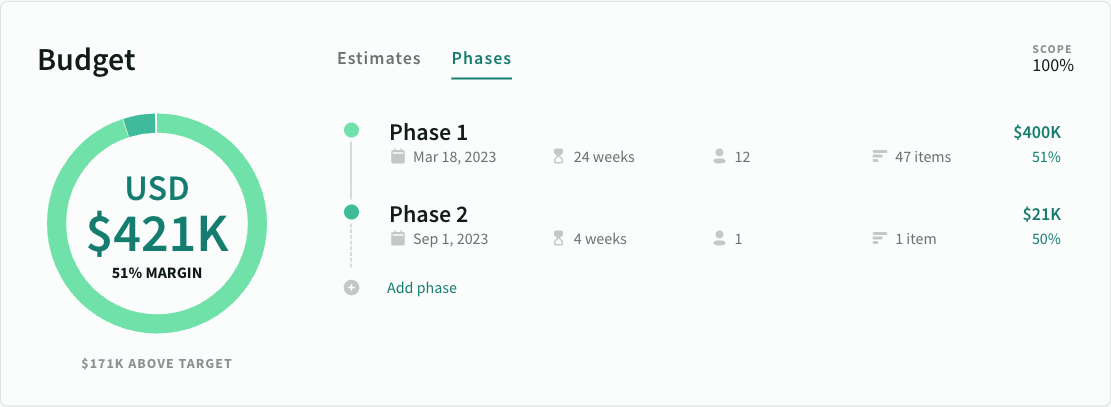 Budget
Estimates Phases
SCOPE
100%
USD
$421K
51% MARGIN
$171K ABOVE TARGET
Phase 1 $400K
Mar 18, 2023 24 weeks 12 47 items 51%
Phase 2 $21K
Sep 1, 2023 4 weeks 1 1 item 50%
Add phase